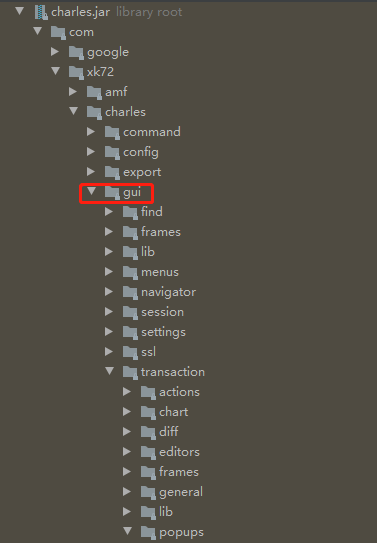 charles.jar library root
com
google
xk72
amf
charles
command
config
export
gui
find
frames
lib
menus
navigator
session
settings
ssl
transaction
actions
chart
diff
editors
frames
general
lib
popups